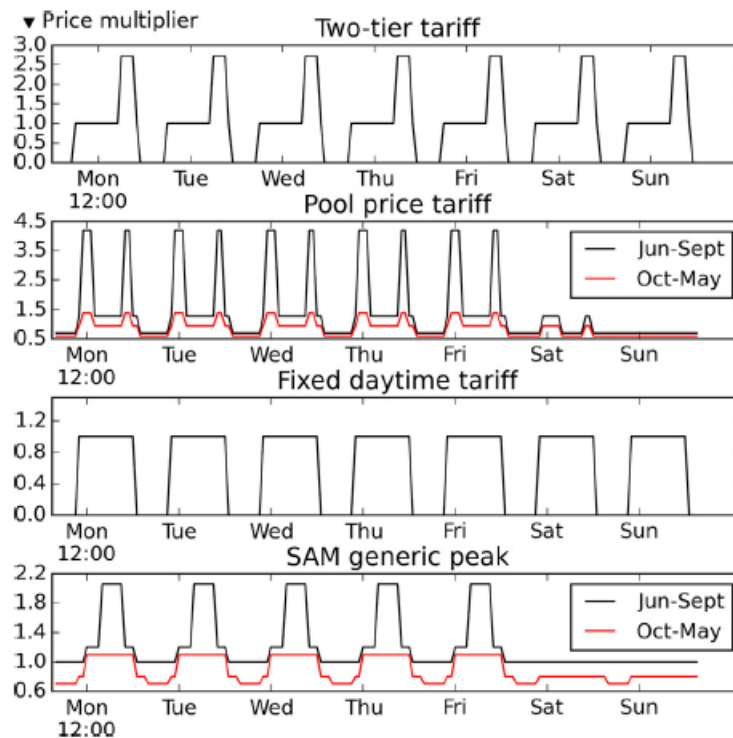 ▼ Price multiplier
Two-tier tariff
3.0
2.5
2.0
1.5
1.0
0.5
0.0
Mon Tue Wed Thu Fri Sat Sun
12:00
Pool price tariff
4.5
3.5
2.5
1.5
0.5
Jun-Sept
Oct-May
Mon Tue Wed Thu Fri Sat Sun
12:00
Fixed daytime tariff
1.2
0.8
0.4
0.0
Mon Tue Wed Thu Fri Sat Sun
12:00
SAM generic peak
2.2
1.8
1.4
1.0
0.6
Jun-Sept
Oct-May
Mon Tue Wed Thu Fri Sat Sun
12:00